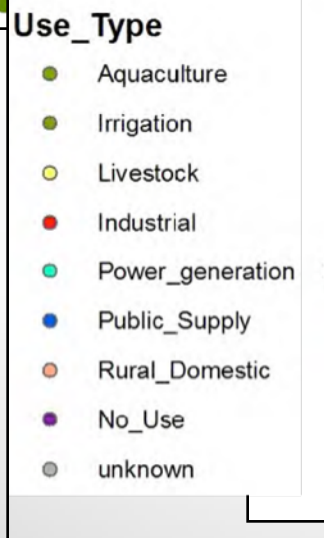 Use_Type
Aquaculture
Irrigation
Livestock
Industrial
Power_generation
Public_Supply
Rural_Domestic
No_Use
unknown